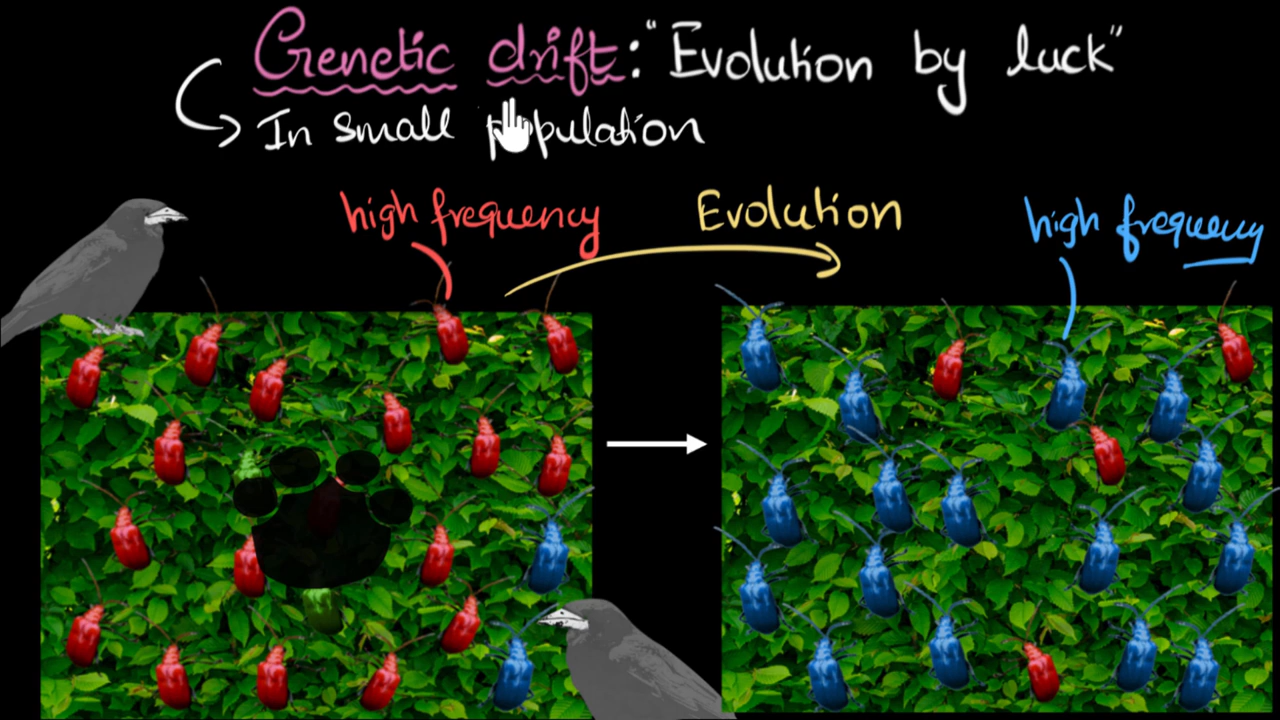 Genetic drift: "Evolution by luck"
In small population
high frequency
Evolution
high frequency